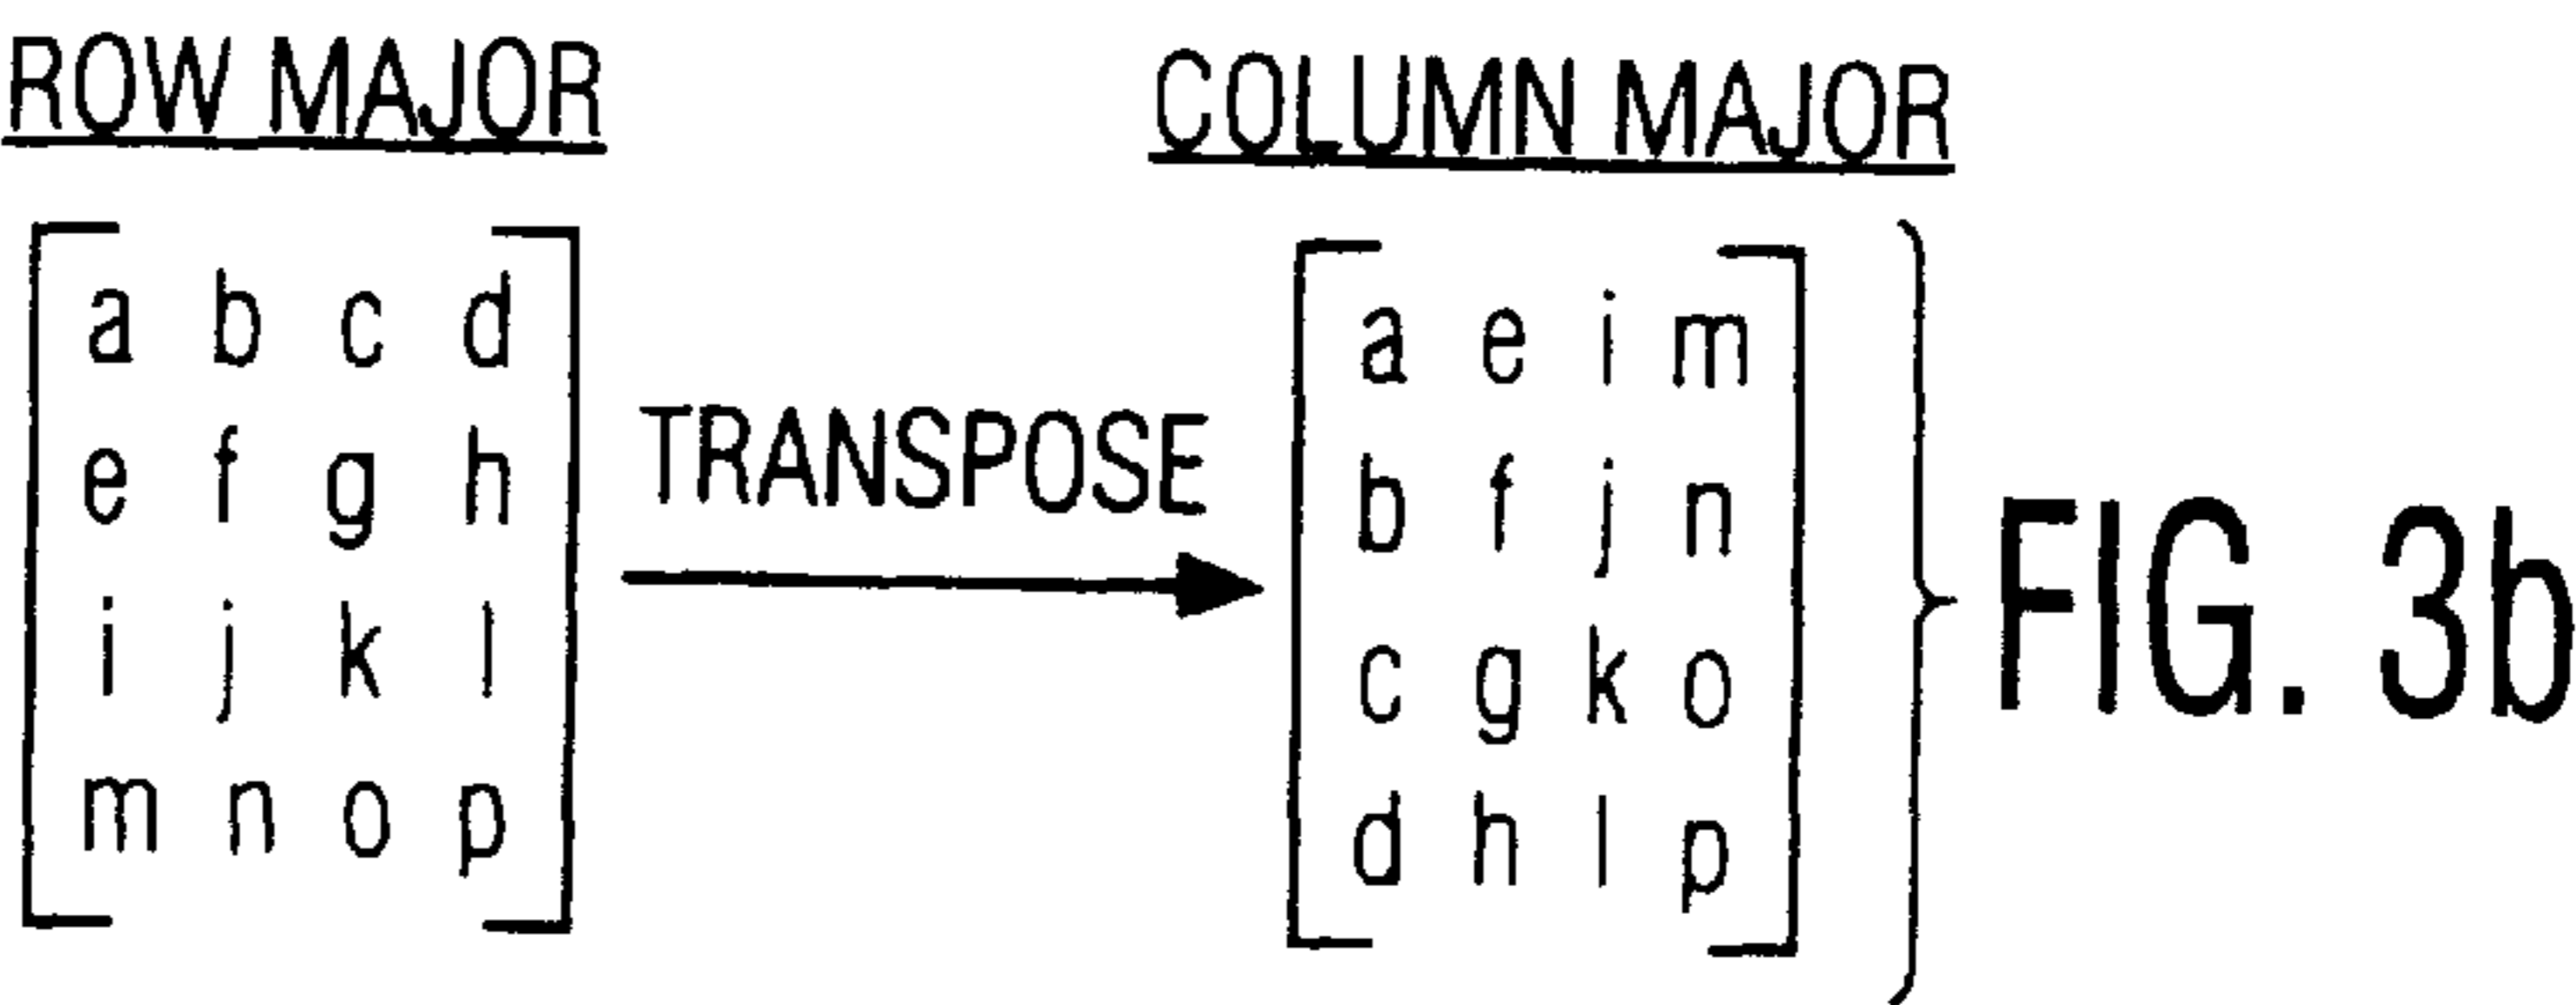 ROW MAJOR
COLUMN MAJOR
a b c d
e f g h
i j k l
m n o p
TRANSPOSE
a e i m
b f j n
c g k o
d h l p
FIG. 3b